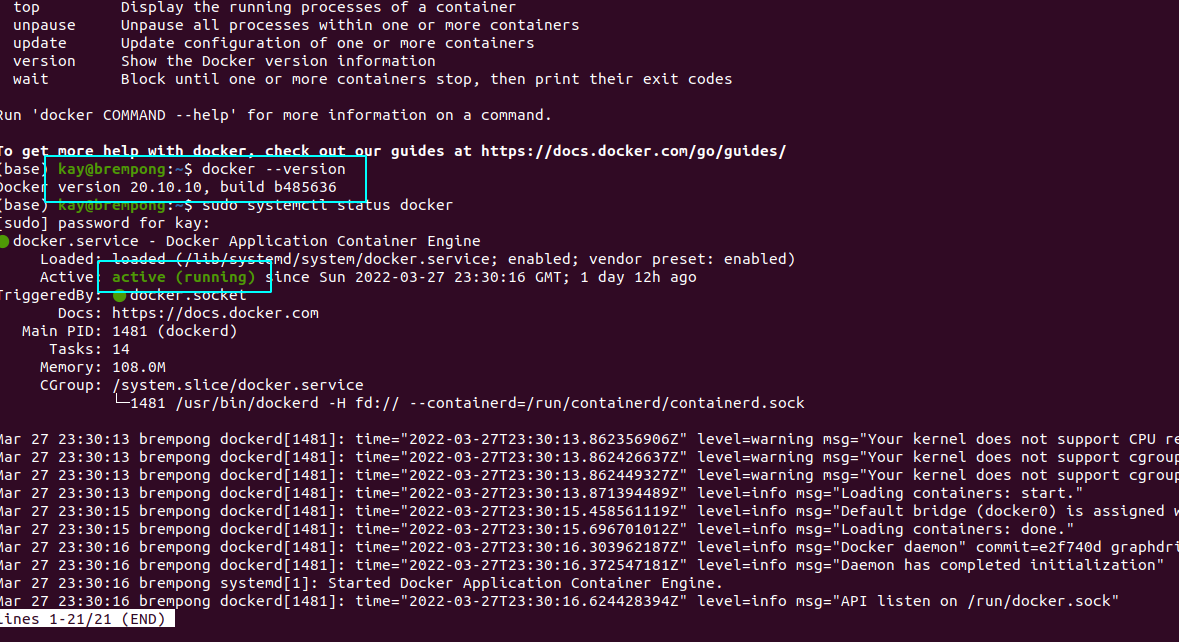 top Display the running processes of a container
unpause Unpause all processes within one or more containers
update Update configuration of one or more containers
version Show the Docker version information
wait Block until one or more containers stop, then print their exit codes
Run 'docker COMMAND --help' for more information on a command.
To get more help with docker, check out our guides at https://docs.docker.com/go/guides/
(base) kay@brempong:~$ docker --version
Docker version 20.10.10, build b485636
(base) kay@brempong:~$ sudo systemctl status docker
[sudo] password for kay:
docker.service - Docker Application Container Engine
Loaded: loaded (/lib/systemd/system/docker.service; enabled; vendor preset: enabled)
Active: active (running) since Sun 2022-03-27 23:30:16 GMT; 1 day 12h ago
TriggeredBy: docker.socket
Docs: https://docs.docker.com
Main PID: 1481 (dockerd)
Tasks: 14
Memory: 108.0M
CGroup: /system.slice/docker.service
└─1481 /usr/bin/dockerd -H fd:// --containerd=/run/containerd/containerd.sock
Mar 27 23:30:13 brempong dockerd[1481]: time="2022-03-27T23:30:13.862356906Z" level=warning msg="Your kernel does not support CPU re
Mar 27 23:30:13 brempong dockerd[1481]: time="2022-03-27T23:30:13.862426637Z" level=warning msg="Your kernel does not support cgroup
Mar 27 23:30:13 brempong dockerd[1481]: time="2022-03-27T23:30:13.862449327Z" level=warning msg="Your kernel does not support cgroup
Mar 27 23:30:13 brempong dockerd[1481]: time="2022-03-27T23:30:13.871394489Z" level=info msg="Loading containers: start."
Mar 27 23:30:15 brempong dockerd[1481]: time="2022-03-27T23:30:15.458561119Z" level=info msg="Default bridge (docker0) is assigned w
Mar 27 23:30:15 brempong dockerd[1481]: time="2022-03-27T23:30:15.696701012Z" level=info msg="Loading containers: done."
Mar 27 23:30:16 brempong dockerd[1481]: time="2022-03-27T23:30:16.303962187Z" level=info msg="Docker daemon" commit=e2f740d graphdri
Mar 27 23:30:16 brempong dockerd[1481]: time="2022-03-27T23:30:16.372547181Z" level=info msg="Daemon has completed initialization"
Mar 27 23:30:16 brempong systemd[1]: Started Docker Application Container Engine.
Mar 27 23:30:16 brempong dockerd[1481]: time="2022-03-27T23:30:16.624428394Z" level=info msg="API listen on /run/docker.sock"
lines 1-21/21 (END)